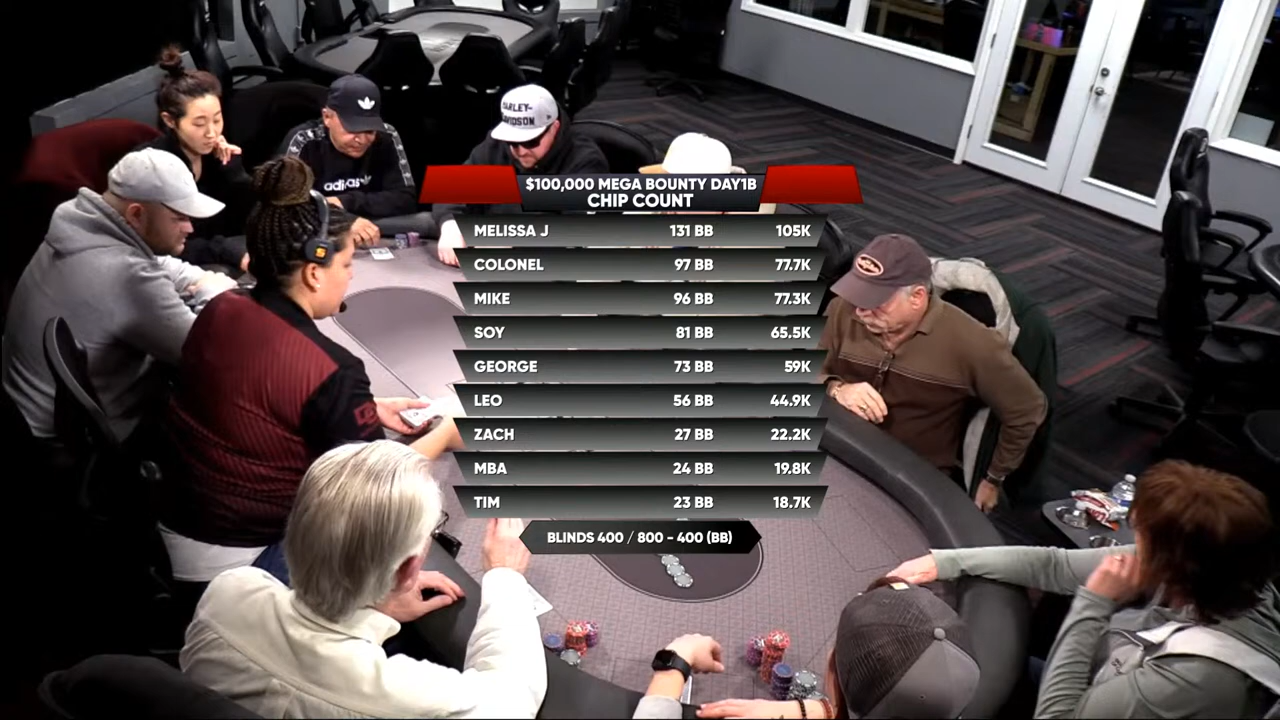 HARLEY-
DAVIDSON
adidas
$100,000 MEGA BOUNTY DAY1B
CHIP COUNT
MELISSA J 131 BB 105K
COLONEL 97 BB 77.7K
MIKE 96 BB 77.3K
SOY 81 BB 65.5K
GEORGE 73 BB 59K
LEO 56 BB 44.9K
ZACH 27 BB 22.2K
MBA 24 BB 19.8K
TIM 23 BB 18.7K
BLINDS 400 / 800 - 400 (BB)